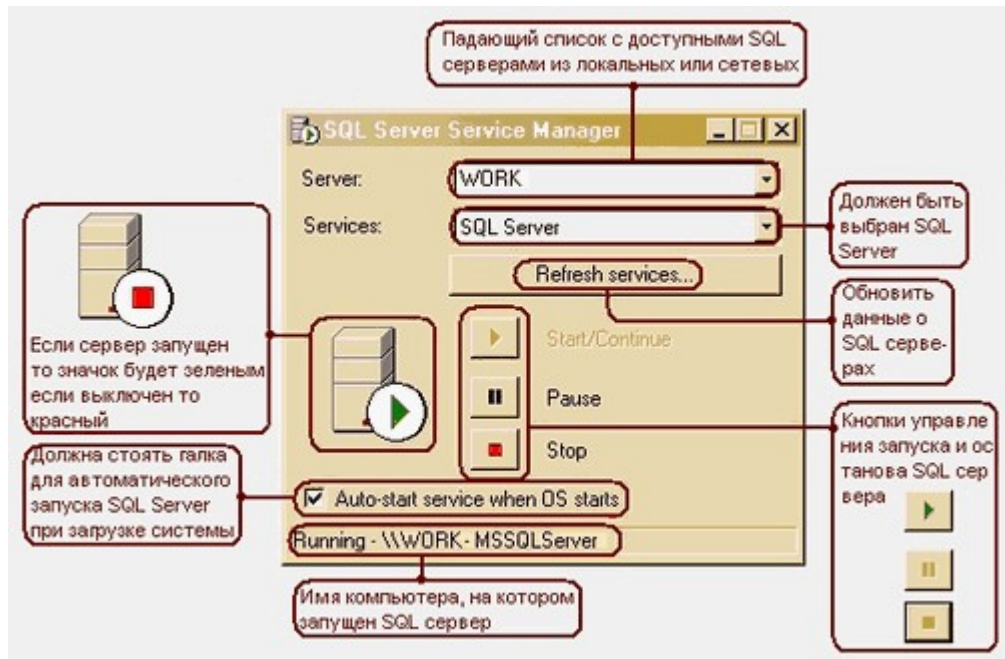 Падающий список с доступными SQL
серверами из локальных или сетевых
SQL Server Service Manager
Server:
WORK
Services:
SQL Server
Должен быть
выбран SQL
Server
Refresh services...
Обновить
данные о
SQL серве-
рах
Если сервер запущен
то значок будет зеленым
если выключен то
красный
Start/Continue
Pause
Stop
Кнопки управле
ния запуска и ос
танова SQL сер
вера
Должна стоять галка
для автоматического
запуска SQL Server
при загрузке системы
Auto-start service when OS starts
Running - \\WORK - MSSQLServer
Имя компьютера, на котором
запущен SQL сервер